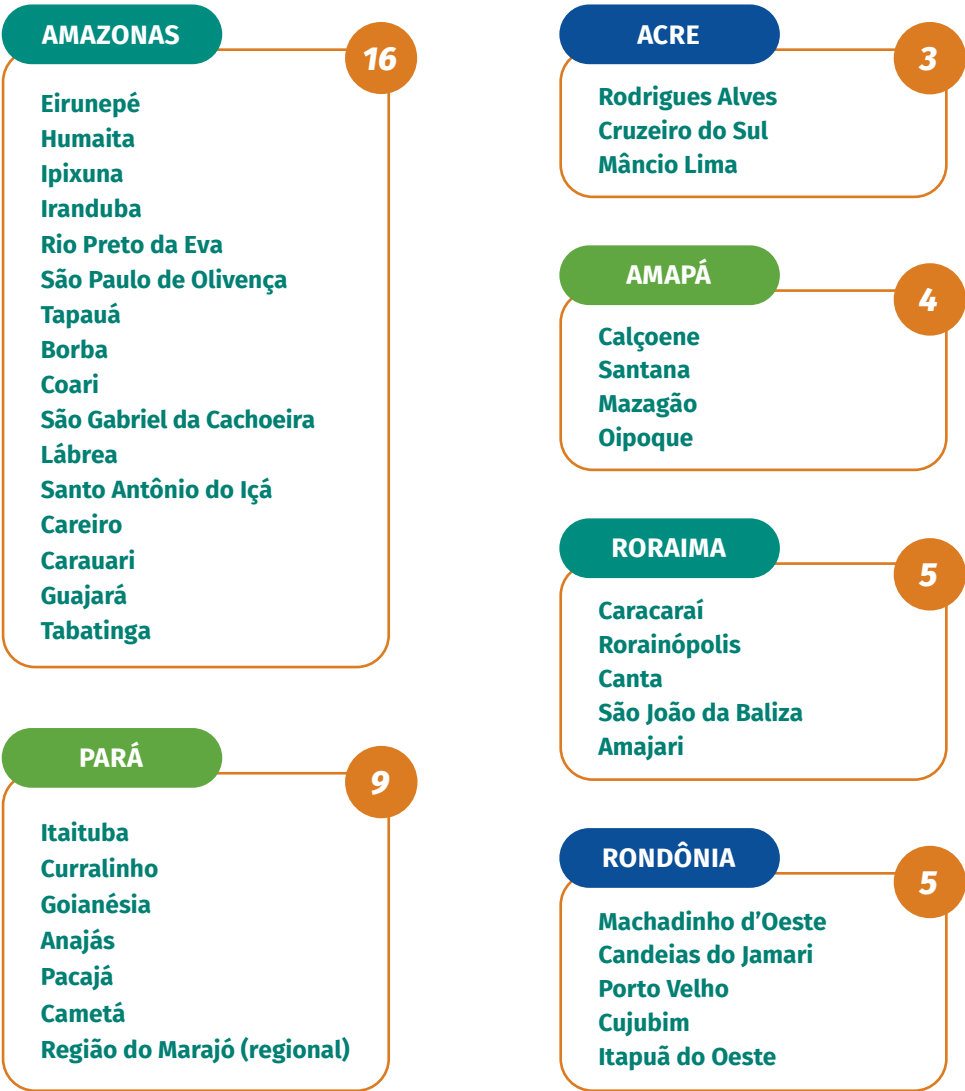 AMAZONAS
16
Eirunepé
Humaita
Ipixuna
Iranduba
Rio Preto da Eva
São Paulo de Olivença
Tapauá
Borba
Coari
São Gabriel da Cachoeira
Lábrea
Santo Antônio do Içá
Careiro
Carauari
Guajará
Tabatinga
PARÁ
9
Itaituba
Curralinho
Goianésia
Anajás
Pacajá
Cametá
Região do Marajó (regional)
ACRE
3
Rodrigues Alves
Cruzeiro do Sul
Mâncio Lima
AMAPÁ
4
Calçoene
Santana
Mazagão
Oipoque
RORAIMA
5
Caracaraí
Rorainópolis
Canta
São João da Baliza
Amajari
RONDÔNIA
5
Machadinho d’Oeste
Candeias do Jamari
Porto Velho
Cujubim
Itapuã do Oeste